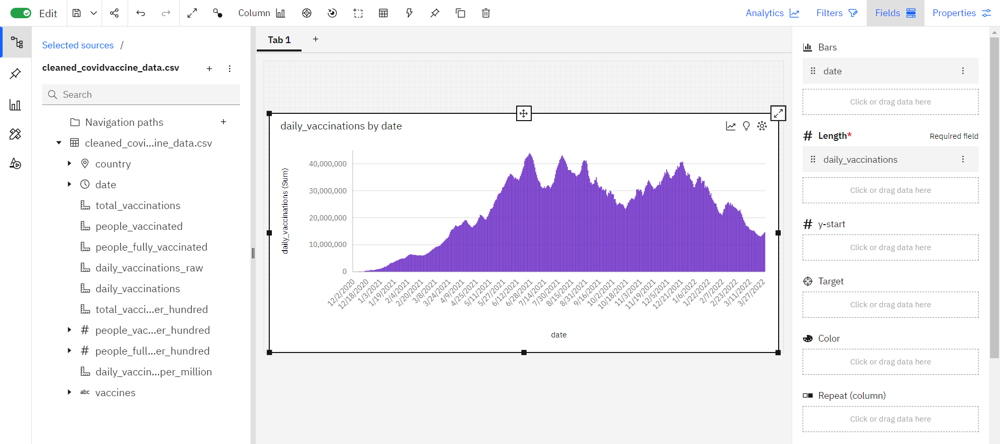 Edit
Column
Analytics
Filters
Fields
Properties
Selected sources /
cleaned_covidvaccine_data.csv
Search
Navigation paths
cleaned_covi...ine_data.csv
country
date
total_vaccinations
people_vaccinated
people_fully_vaccinated
daily_vaccinations_raw
daily_vaccinations
total_vacci...er_hundred
people_vac...er_hundred
people_full...er_hundred
daily_vaccin...per_million
abc vaccines
Tab 1
daily_vaccinations by date
daily_vaccinations (Sum)
40,000,000
30,000,000
20,000,000
10,000,000
0
12/2/2020
12/18/2020
1/3/2021
1/19/2021
2/4/2021
2/20/2021
3/8/2021
3/24/2021
4/9/2021
4/25/2021
5/11/2021
5/27/2021
6/12/2021
6/28/2021
7/14/2021
7/30/2021
8/15/2021
8/31/2021
9/16/2021
10/2/2021
10/18/2021
11/3/2021
11/19/2021
12/5/2021
12/21/2021
1/6/2022
1/22/2022
2/7/2022
2/23/2022
3/11/2022
3/27/2022
date
Bars
date
Click or drag data here
Length*
Required field
daily_vaccinations
Click or drag data here
y-start
Click or drag data here
Target
Click or drag data here
Color
Click or drag data here
Repeat (column)
Click or drag data here